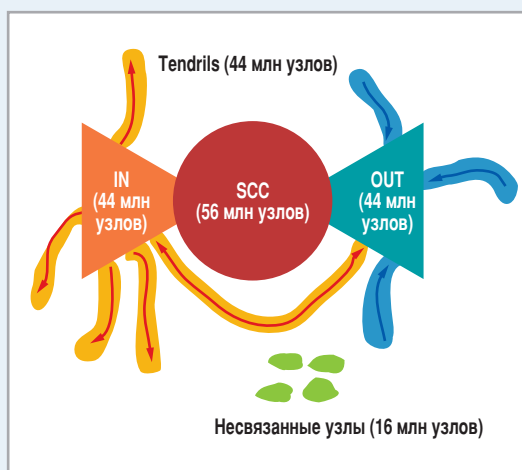 Tendrils (44 млн узлов)
IN
(44 млн
узлов)
SCC
(56 млн узлов)
OUT
(44 млн
узлов)
Несвязанные узлы (16 млн узлов)